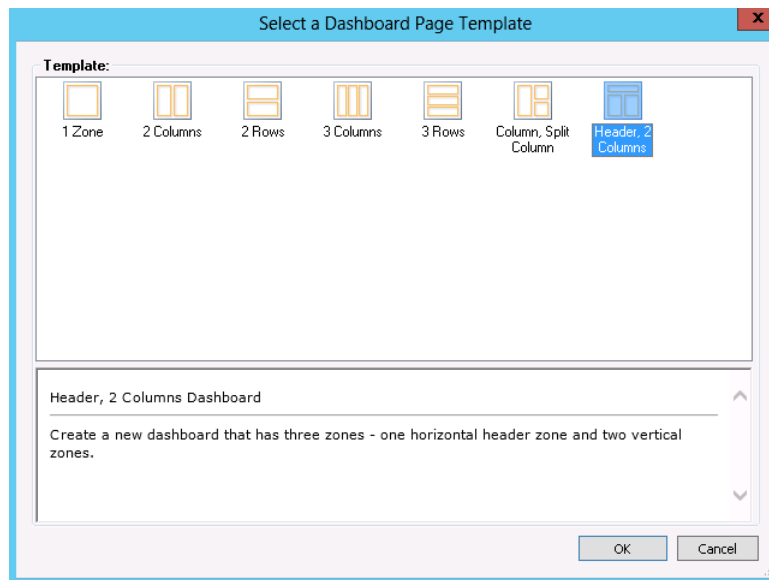 Select a Dashboard Page Template
x
Template:
1 Zone
2 Columns
2 Rows
3 Columns
3 Rows
Column, Split
Column
Header, 2
Columns
Header, 2 Columns Dashboard
Create a new dashboard that has three zones - one horizontal header zone and two vertical
zones.
OK
Cancel